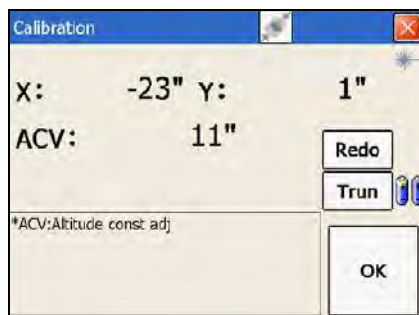 Calibration
X: -23" Y: 1"
ACV: 11"
Redo
Trun
*ACV:Altitude const adj
OK